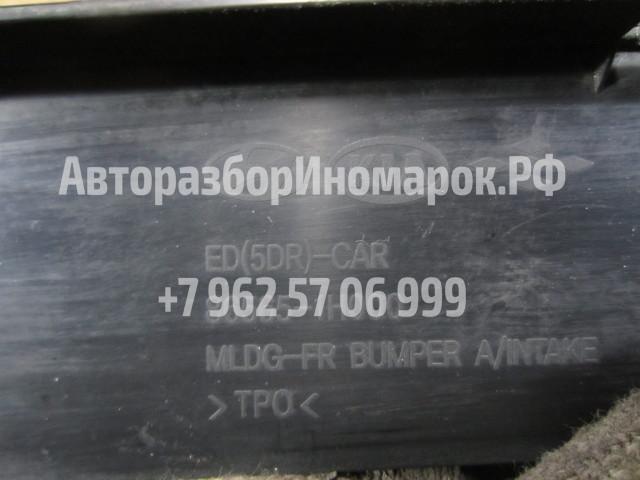 АвторазборИномарок.РФ
ED(5DR)-CAR
+7 962 57 06 999
MLDG-FR BUMPER A/INTAKE
>TPO<